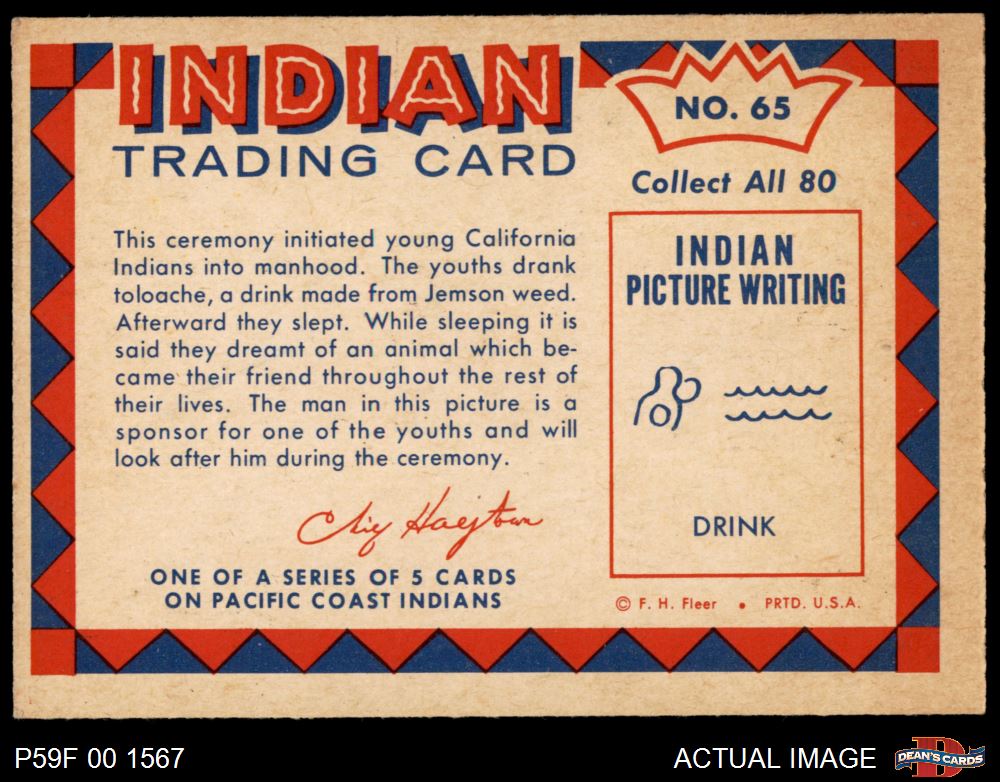 INDIAN
TRADING CARD
NO. 65
Collect All 80
This ceremony initiated young California
Indians into manhood. The youths drank
toloache, a drink made from Jemson weed.
Afterward they slept. While sleeping it is
said they dreamt of an animal which be-
came their friend throughout the rest of
their lives. The man in this picture is a
sponsor for one of the youths and will
look after him during the ceremony.
Chief Hagstrom
ONE OF A SERIES OF 5 CARDS
ON PACIFIC COAST INDIANS
INDIAN
PICTURE WRITING
DRINK
© F. H. Fleer • PRTD. U.S.A.
P59F 00 1567
ACTUAL IMAGE
D
DEAN'S CARDS